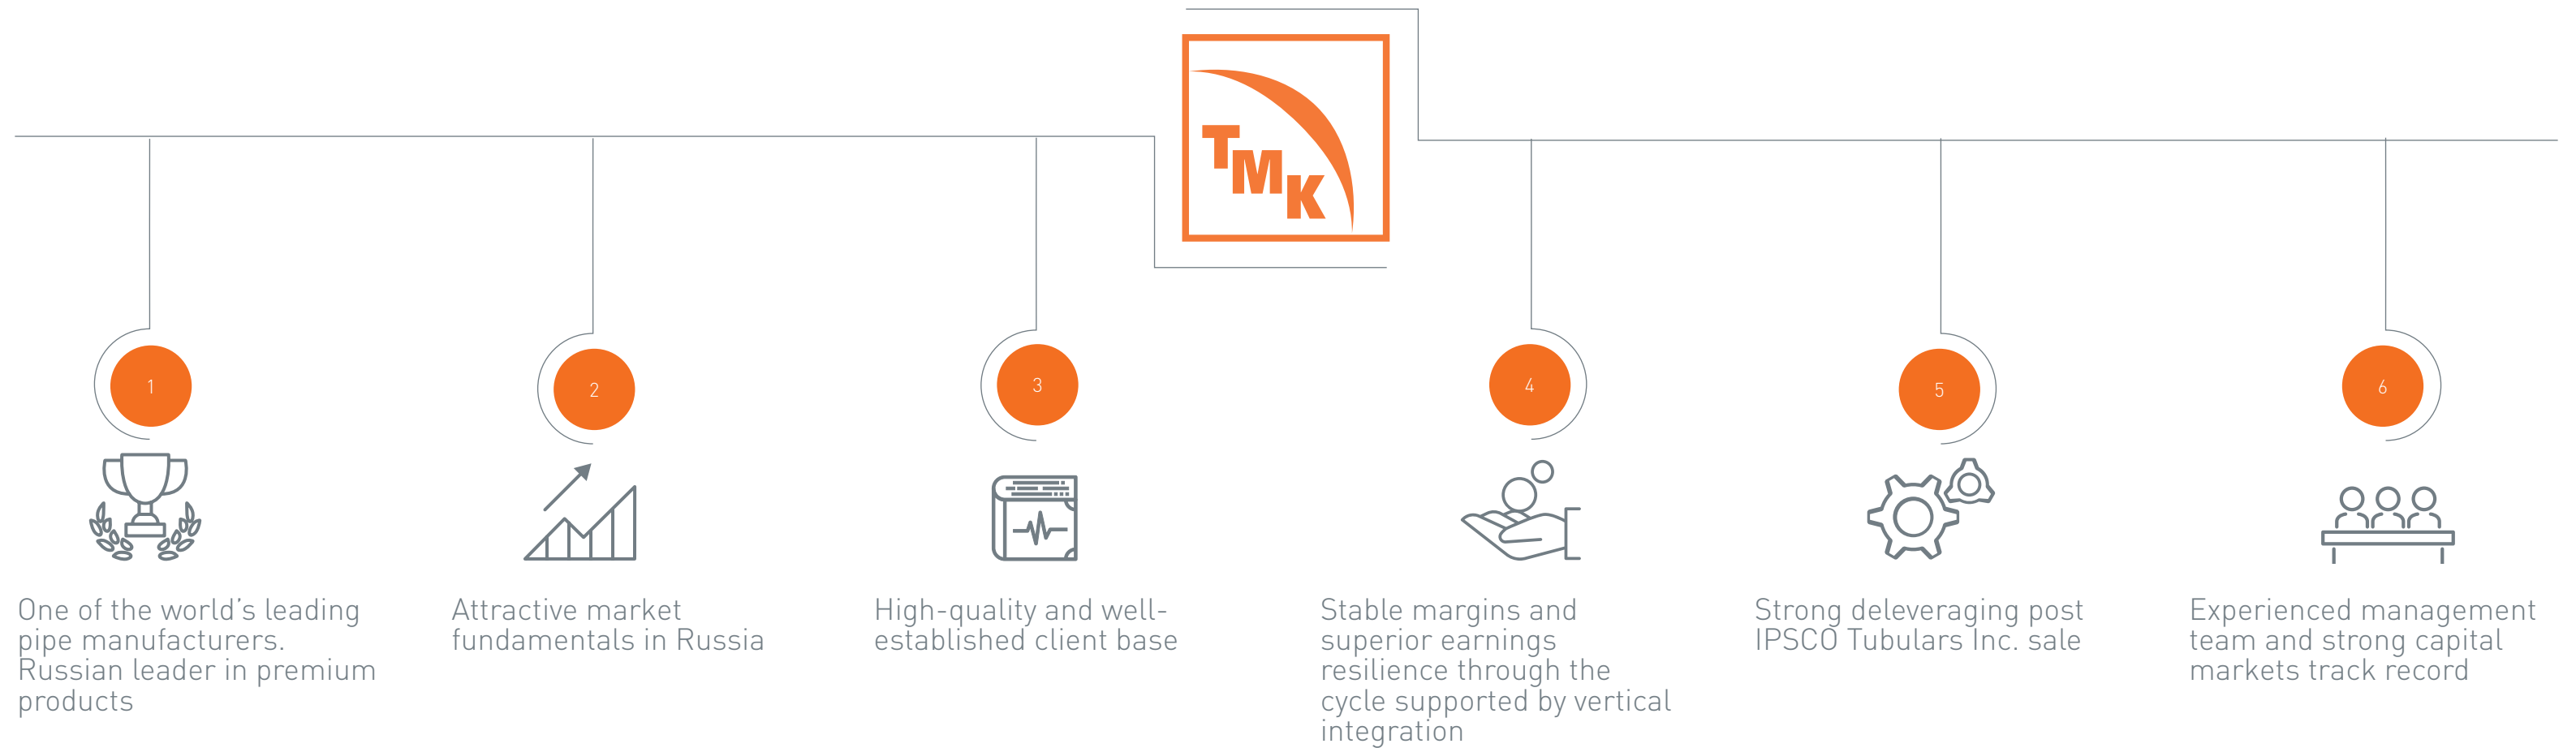 TMK
1
One of the world's leading
pipe manufacturers.
Russian leader in premium
products
2
Attractive market
fundamentals in Russia
3
High-quality and well-
established client base
4
Stable margins and
superior earnings
resilience through the
cycle supported by vertical
integration
5
Strong deleveraging post
IPSCO Tubulars Inc. sale
6
Experienced management
team and strong capital
markets track record